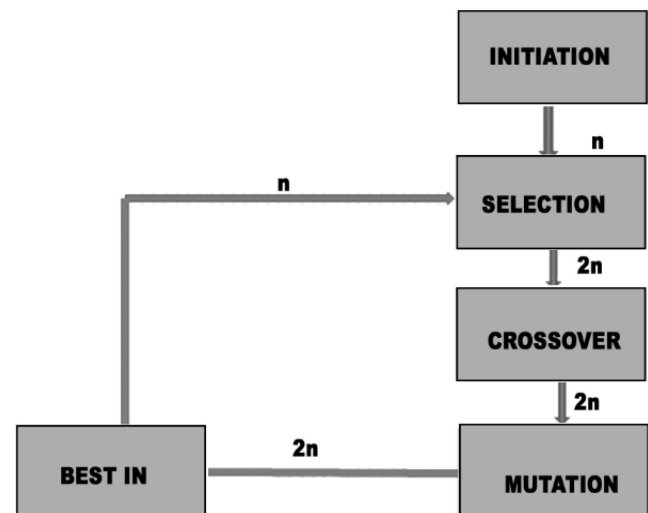 INITIATION
n
n
SELECTION
2n
CROSSOVER
2n
2n
BEST IN
MUTATION